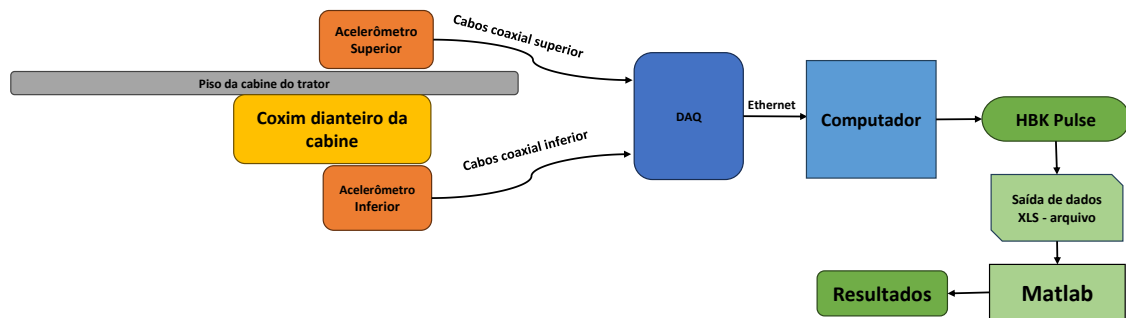 Acelerômetro
Superior
Cabos coaxial superior
Piso da cabine do trator
Coxim dianteiro da
cabine
Cabos coaxial inferior
Acelerômetro
Inferior
DAQ
Ethernet
Computador
HBK Pulse
Saída de dados
XLS - arquivo
Matlab
Resultados